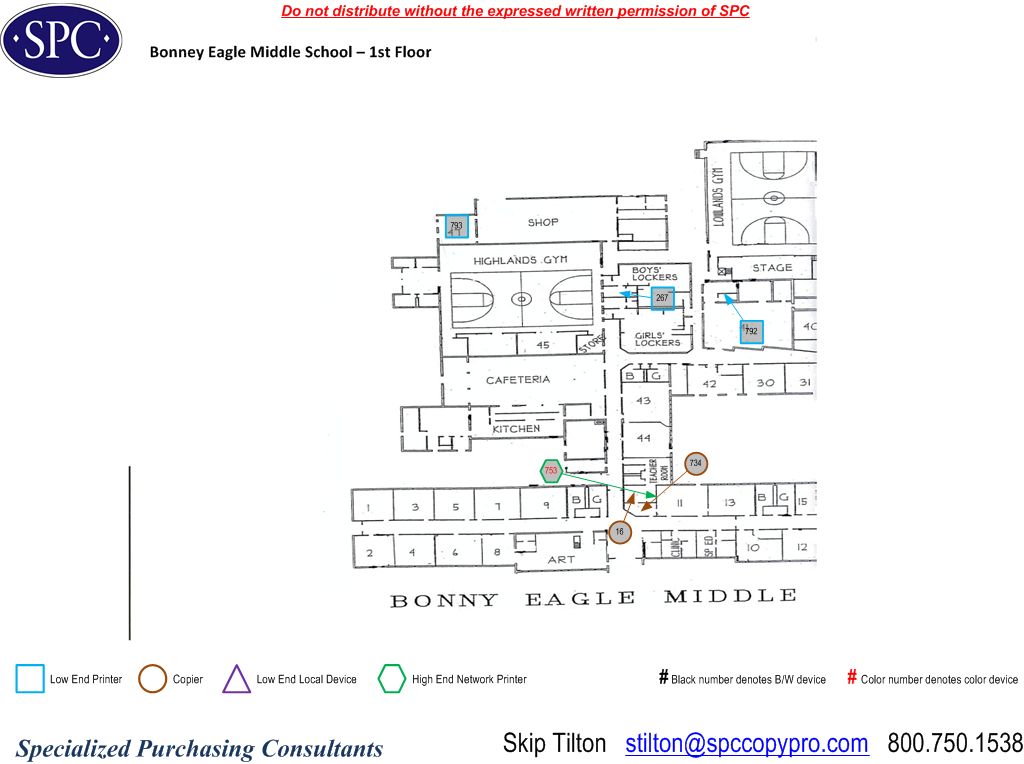 Do not distribute without the expressed written permission of SPC
SPC
Bonney Eagle Middle School – 1st Floor
LOWLANDS GYM
793
SHOP
HIGHLANDS GYM
BOYS' LOCKERS
STAGE
267
792
GIRLS' LOCKERS
45
STORE
40
CAFETERIA
B
G
42
30
31
43
KITCHEN
44
753
TEACHER ROOM
734
1
3
5
7
9
B
G
11
13
B
G
15
16
2
4
6
8
ART
CLINIC
SP ED
10
12
BONNY EAGLE MIDDLE
Low End Printer
Copier
Low End Local Device
High End Network Printer
# Black number denotes B/W device
# Color number denotes color device
Specialized Purchasing Consultants
Skip Tilton stilton@spccopypro.com 800.750.1538